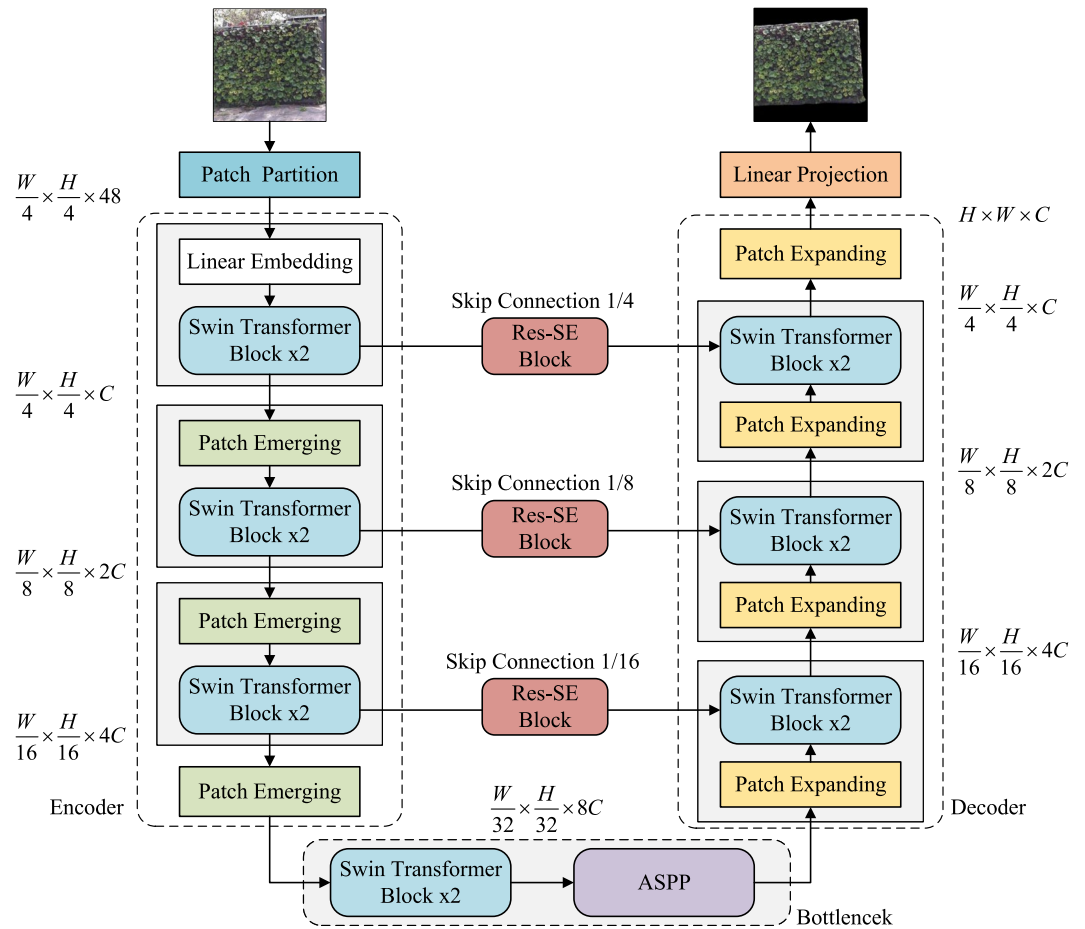 Patch Partition
W/4 × H/4 × 48
Linear Embedding
Swin Transformer
Block x2
W/4 × H/4 × C
Patch Emerging
Swin Transformer
Block x2
W/8 × H/8 × 2C
Patch Emerging
Swin Transformer
Block x2
W/16 × H/16 × 4C
Patch Emerging
Encoder
Skip Connection 1/4
Res-SE
Block
Skip Connection 1/8
Res-SE
Block
Skip Connection 1/16
Res-SE
Block
W/32 × H/32 × 8C
Swin Transformer
Block x2
ASPP
Bottlencek
Linear Projection
H × W × C
Patch Expanding
W/4 × H/4 × C
Swin Transformer
Block x2
Patch Expanding
W/8 × H/8 × 2C
Swin Transformer
Block x2
Patch Expanding
W/16 × H/16 × 4C
Swin Transformer
Block x2
Patch Expanding
Decoder